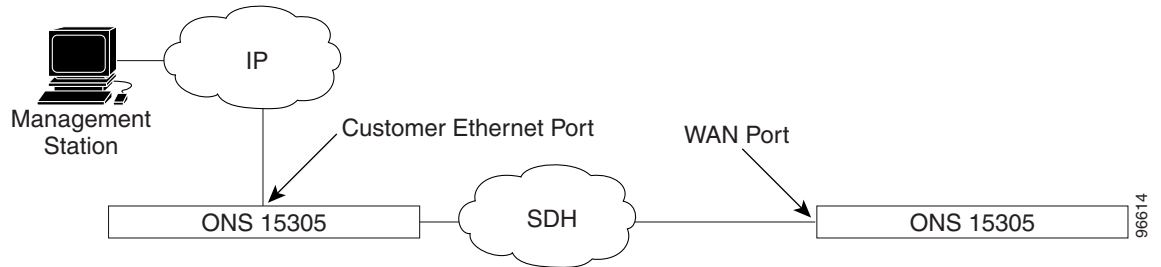 IP
Management
Station
Customer Ethernet Port
WAN Port
ONS 15305
SDH
ONS 15305
96614